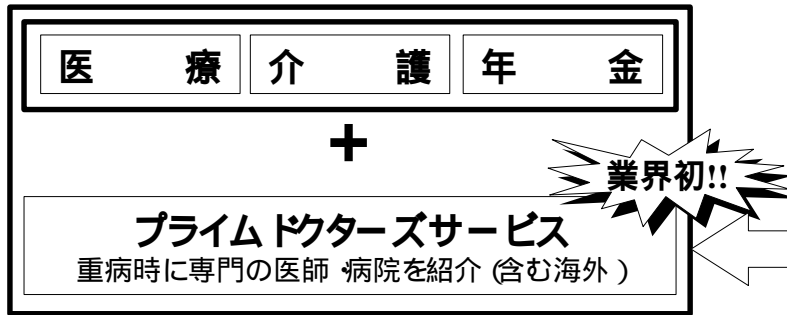 医療 介護 年金
+
業界初!!
プライムドクターズサービス
重病時に専門の医師・病院を紹介(含む海外)